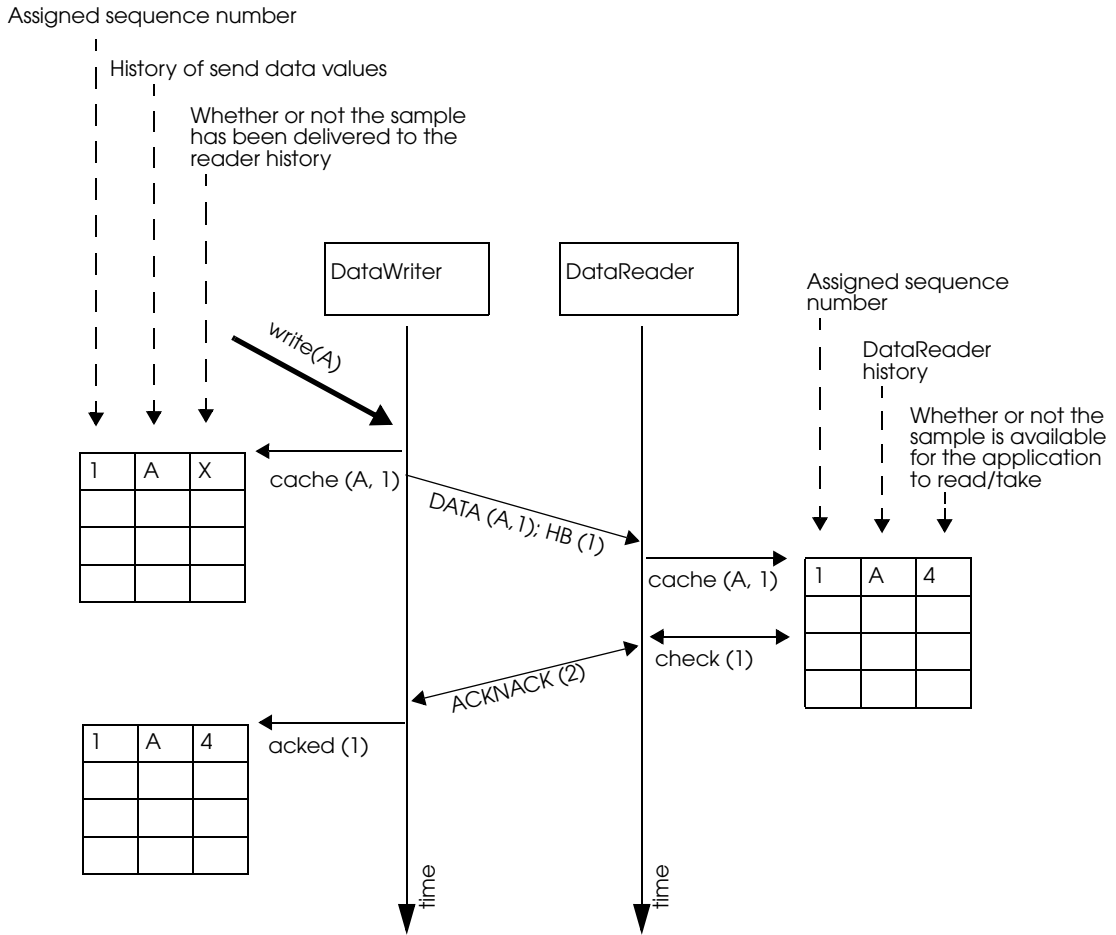 Assigned sequence number
History of send data values
Whether or not the sample
has been delivered to the
reader history
DataWriter
DataReader
Assigned sequence
number
DataReader
history
Whether or not the
sample is available
for the application
to read/take
write(A)
1 A X
cache (A, 1)
DATA (A,1); HB (1)
cache (A, 1)
1 A 4
check (1)
ACKNACK (2)
acked (1)
1 A 4
time
time